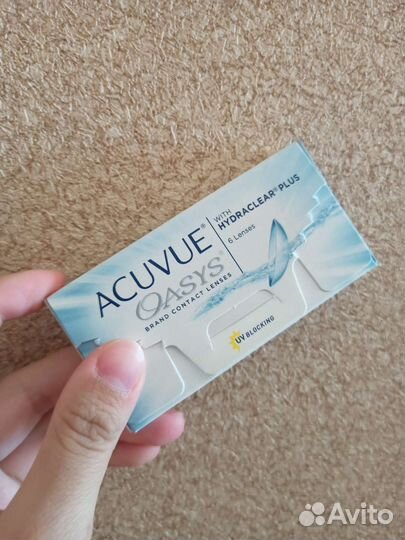 ACUVUE®
OASYS®
BRAND CONTACT LENSES
WITH
HYDRACLEAR® PLUS
6 Lenses
UV BLOCKING
Avito